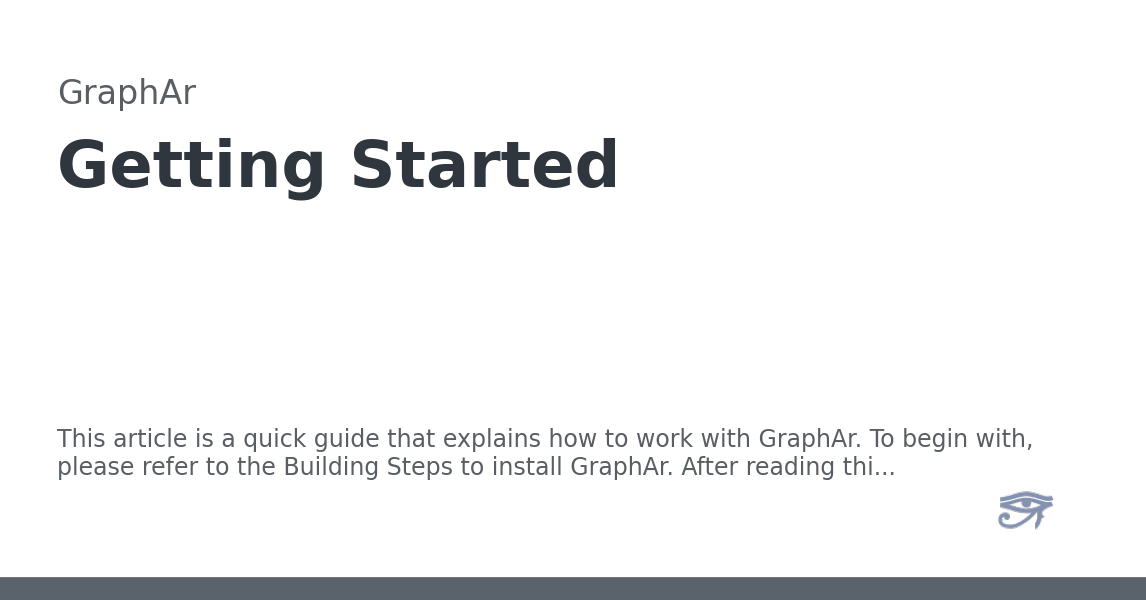 GraphAr
Getting Started
This article is a quick guide that explains how to work with GraphAr. To begin with,
please refer to the Building Steps to install GraphAr. After reading thi...